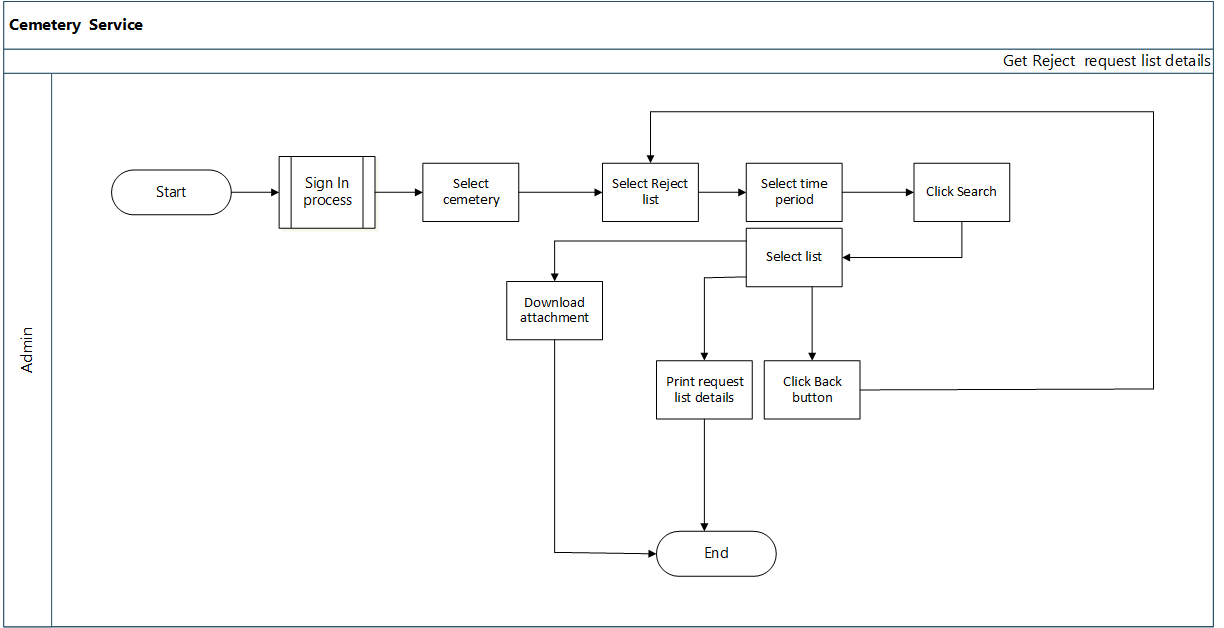 Cemetery Service
Get Reject request list details
Admin
Start
Sign In
process
Select
cemetery
Select Reject
list
Select time
period
Click Search
Select list
Download
attachment
Print request
list details
Click Back
button
End